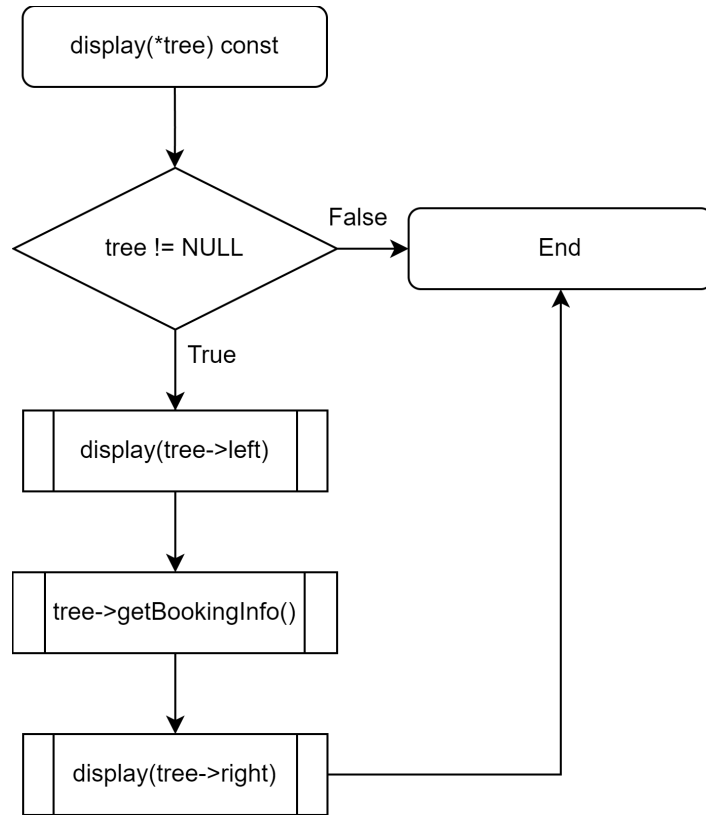 display(*tree) const
tree != NULL
False
End
True
display(tree->left)
tree->getBookingInfo()
display(tree->right)